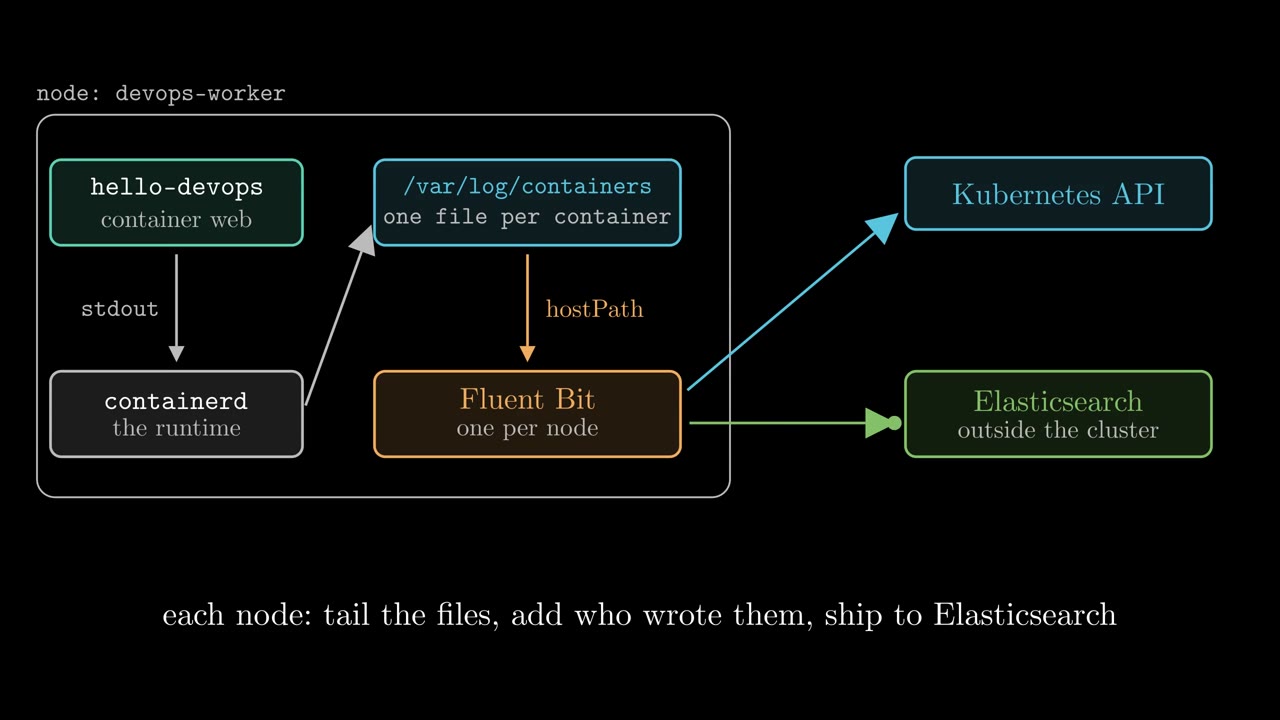 node: devops-worker
hello-devops
container web
/var/log/containers
one file per container
Kubernetes API
stdout
hostPath
containerd
the runtime
Fluent Bit
one per node
Elasticsearch
outside the cluster
each node: tail the files, add who wrote them, ship to Elasticsearch